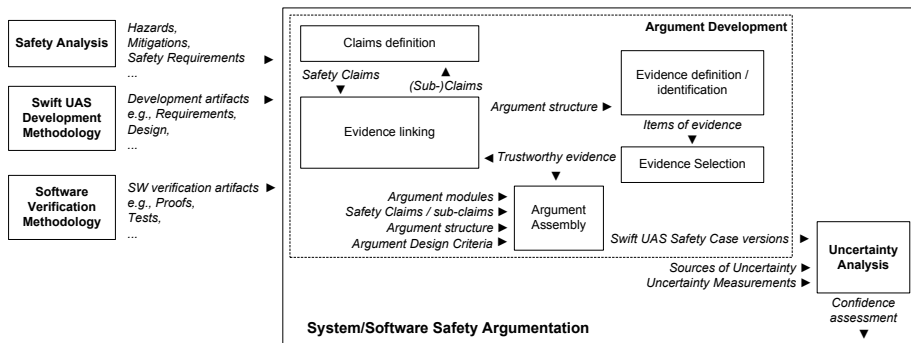 Safety Analysis
Hazards,
Mitigations,
Safety Requirements
...
Swift UAS
Development
Methodology
Development artifacts
e.g., Requirements,
Design,
...
Software
Verification
Methodology
SW verification artifacts
e.g., Proofs,
Tests,
...
Argument Development
Claims definition
Safety Claims
(Sub-)Claims
Evidence linking
Argument structure
Evidence definition /
identification
Items of evidence
Evidence Selection
Trustworthy evidence
Argument modules
Safety Claims / sub-claims
Argument structure
Argument Design Criteria
Argument
Assembly
Swift UAS Safety Case versions
Sources of Uncertainty
Uncertainty Measurements
Uncertainty
Analysis
Confidence
assessment
System/Software Safety Argumentation